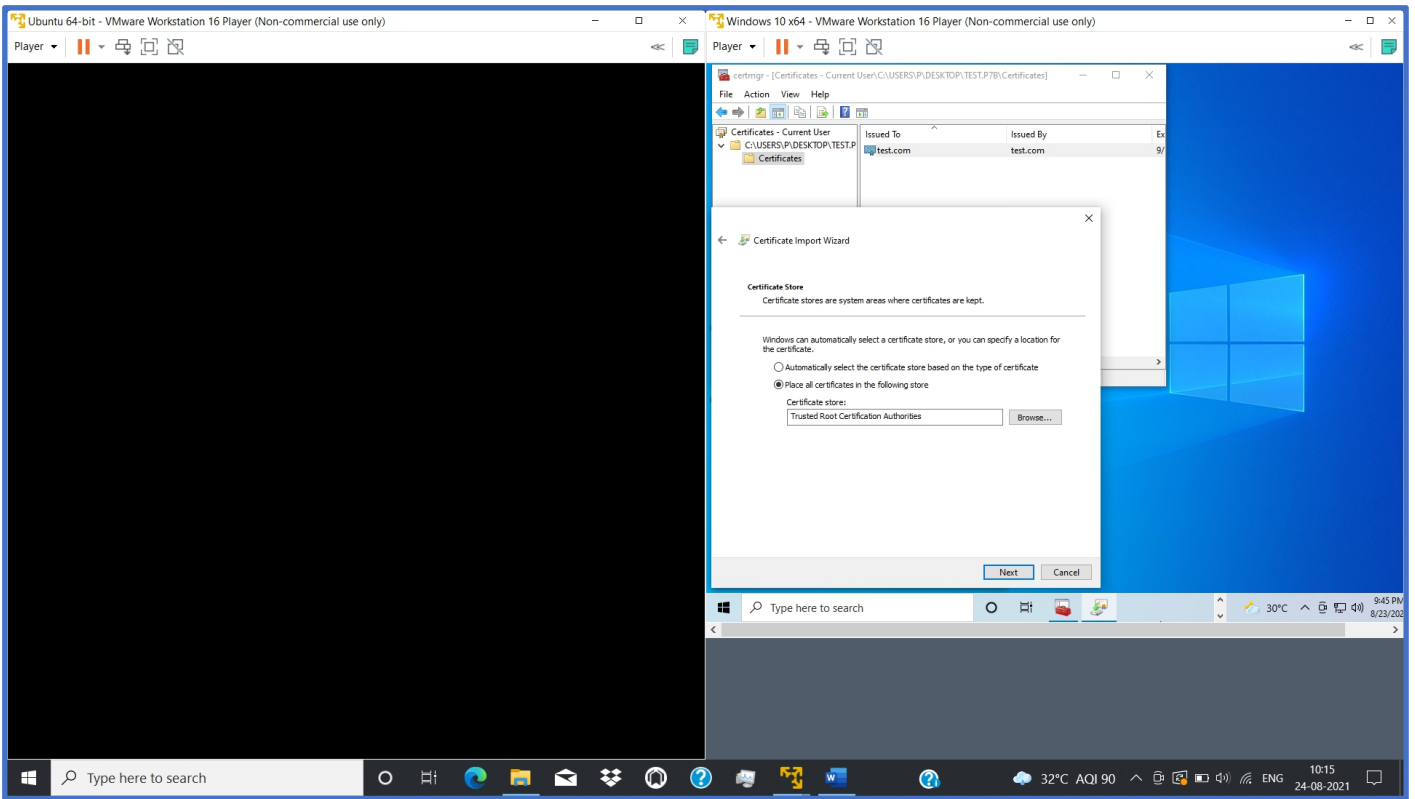 Ubuntu 64-bit - VMware Workstation 16 Player (Non-commercial use only)
Player
Windows 10 x64 - VMware Workstation 16 Player (Non-commercial use only)
Player
certmgr - [Certificates - Current User\C:\USERS\P\DESKTOP\TEST.P7B\Certificates]
File Action View Help
Certificates - Current User
C:\USERS\P\DESKTOP\TEST.P
Certificates
Issued To Issued By Ex
test.com test.com 9/
Certificate Import Wizard
Certificate Store
Certificate stores are system areas where certificates are kept.
Windows can automatically select a certificate store, or you can specify a location for
the certificate.
Automatically select the certificate store based on the type of certificate
Place all certificates in the following store
Certificate store:
Trusted Root Certification Authorities
Browse...
Next Cancel
Type here to search
30°C
9:45 PM
8/23/202
Type here to search
32°C AQI 90
ENG
10:15
24-08-2021